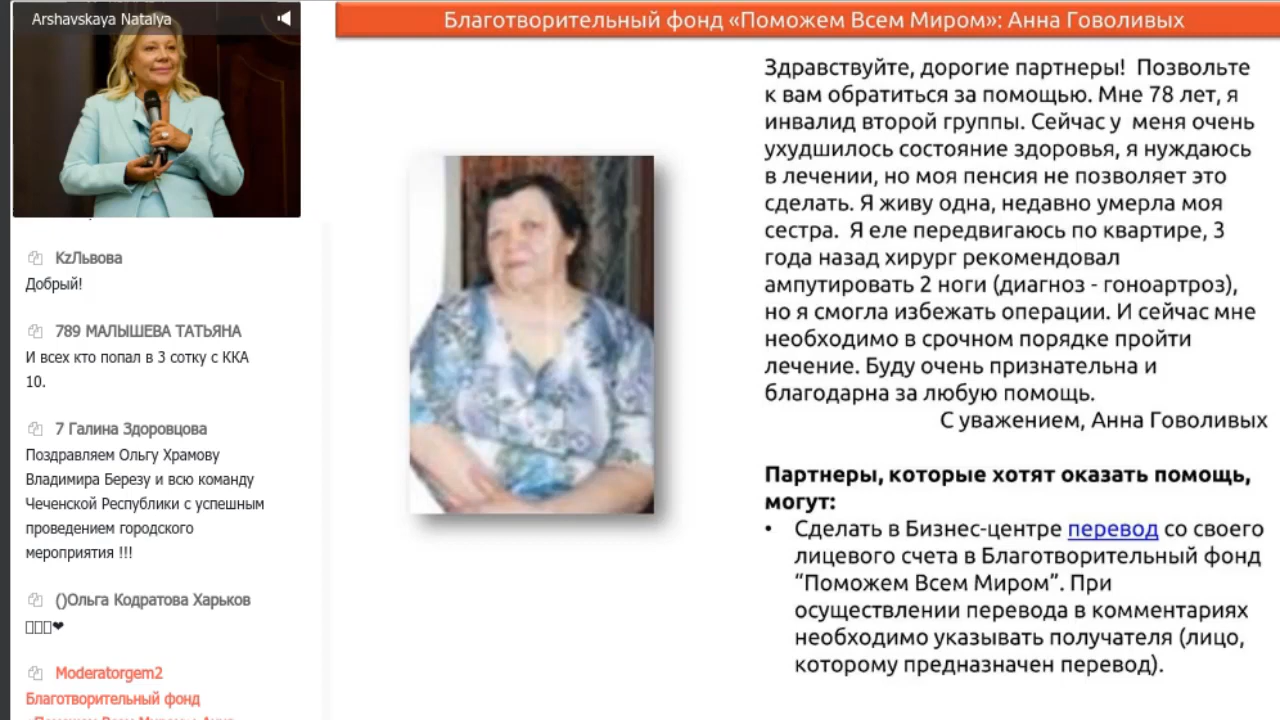 Arshavskaya Natalya
KzЛьвова
Добрый!
789 МАЛЫШЕВА ТАТЬЯНА
И всех кто попал в 3 сотку с ККА
10.
7 Галина Здоровцова
Поздравляем Ольгу Храмову
Владимира Березу и всю команду
Чеченской Республики с успешным
проведением городского
мероприятия !!!
()Ольга Кодратова Харьков
❤
Moderatorgem2
Благотворительный фонд
Благотворительный фонд «Поможем Всем Миром»: Анна Говоливых
Здравствуйте, дорогие партнеры! Позвольте
к вам обратиться за помощью. Мне 78 лет, я
инвалид второй группы. Сейчас у меня очень
ухудшилось состояние здоровья, я нуждаюсь
в лечении, но моя пенсия не позволяет это
сделать. Я живу одна, недавно умерла моя
сестра. Я еле передвигаюсь по квартире, 3
года назад хирург рекомендовал
ампутировать 2 ноги (диагноз - гоноартроз),
но я смогла избежать операции. И сейчас мне
необходимо в срочном порядке пройти
лечение. Буду очень признательна и
благодарна за любую помощь.
С уважением, Анна Говоливых
Партнеры, которые хотят оказать помощь,
могут:
• Сделать в Бизнес-центре перевод со своего
лицевого счета в Благотворительный фонд
“Поможем Всем Миром”. При
осуществлении перевода в комментариях
необходимо указывать получателя (лицо,
которому предназначен перевод).